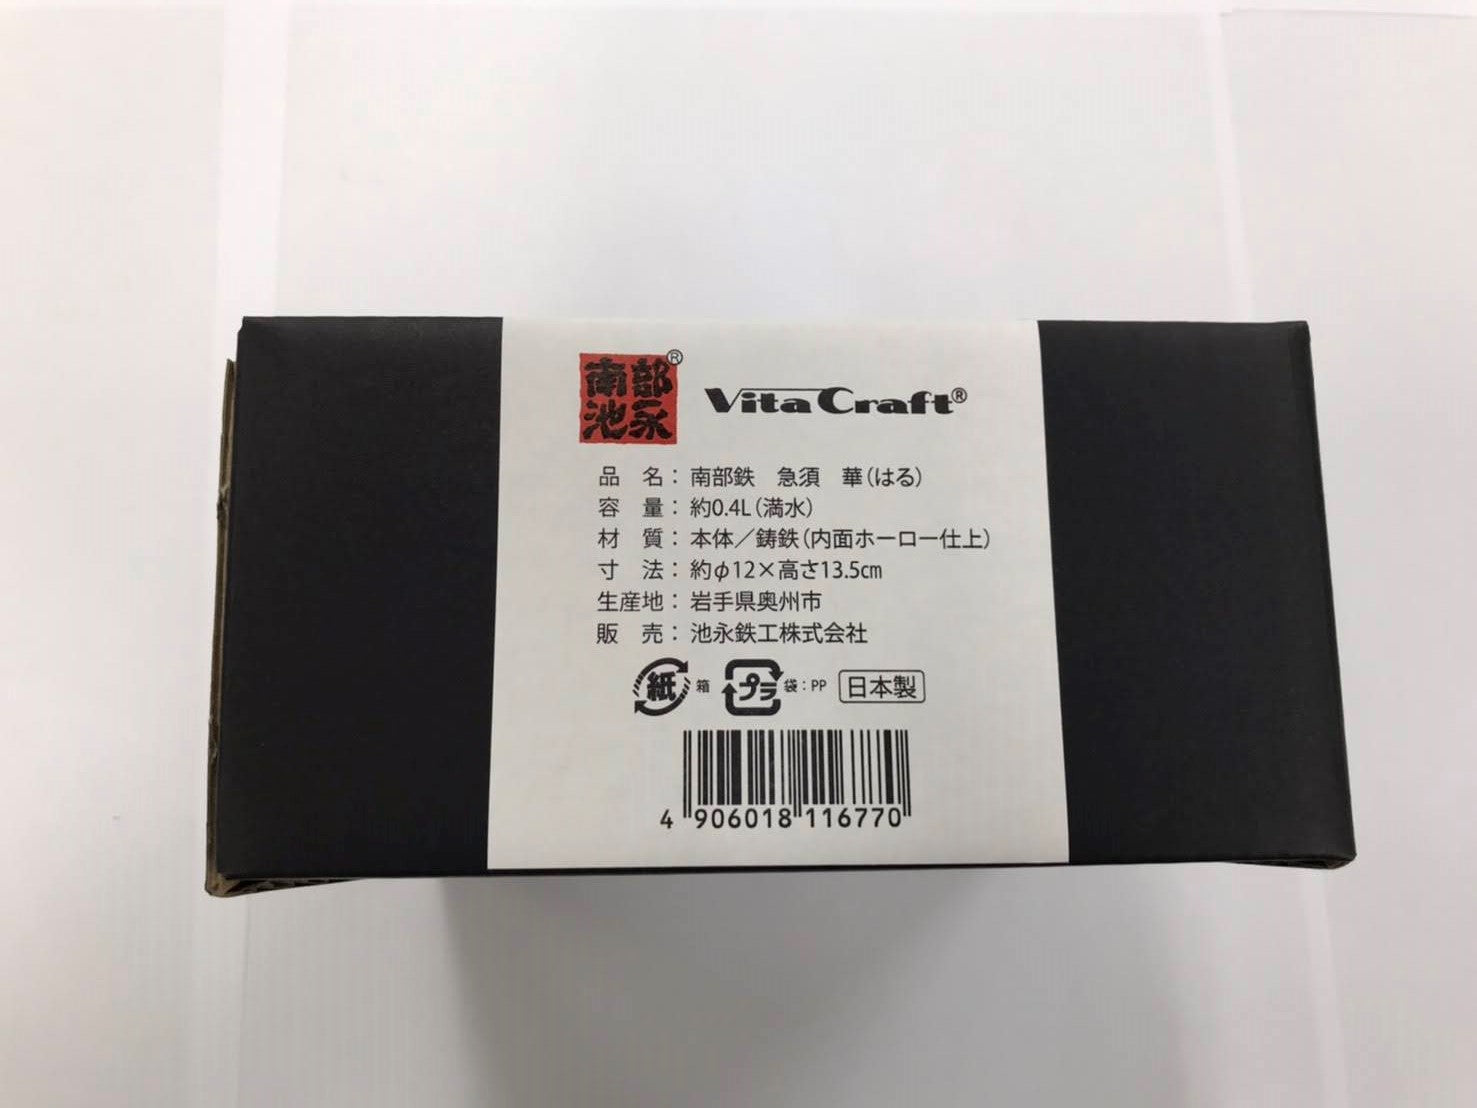 南部
池永
®
Vita Craft®
品　名：南部鉄　急須　華（はる）
容　量：約0.4L（満水）
材　質：本体／鋳鉄（内面ホーロー仕上）
寸　法：約φ12×高さ13.5㎝
生産地：岩手県奥州市
販　売：池永鉄工株式会社
紙 箱 プラ 袋：PP 日本製
4 906018 116770